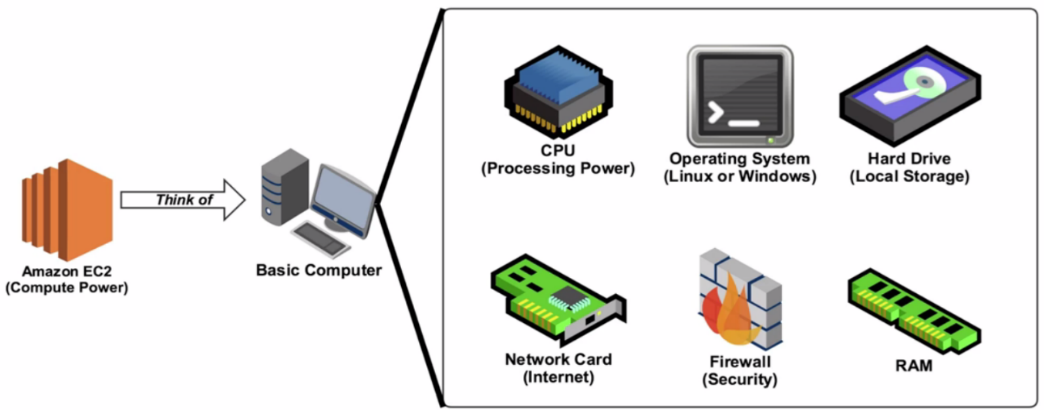 Amazon EC2
(Compute Power)
Think of
Basic Computer
CPU
(Processing Power)
Operating System
(Linux or Windows)
Hard Drive
(Local Storage)
Network Card
(Internet)
Firewall
(Security)
RAM